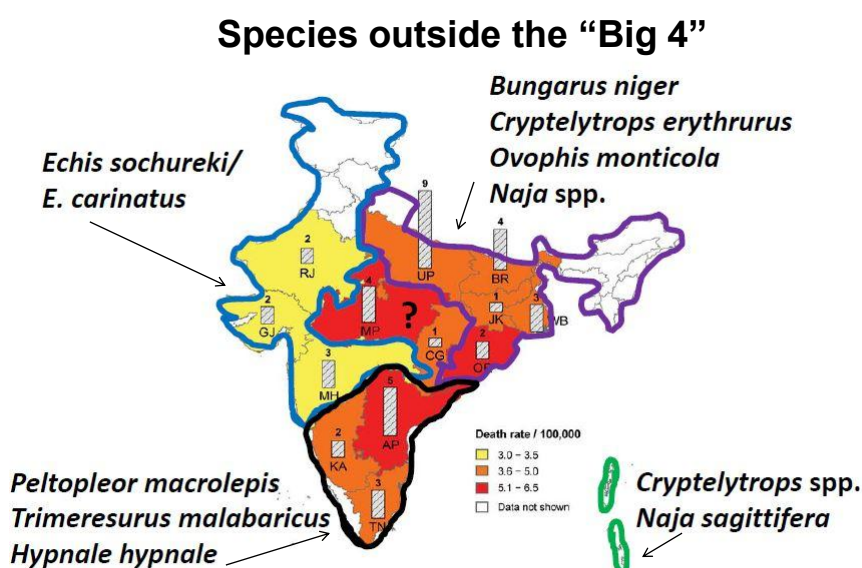 Species outside the “Big 4”
Bungarus niger
Cryptelytrops erythrurus
Ovophis monticola
Naja spp.
Echis sochureki/
E. carinatus
9
UP
4
BR
2
RJ
2
GJ
4
MP
?
1
CG
1
JK
3
WB
2
3
MH
5
AP
2
KA
3
TN
Death rate / 100,000
3.0 – 3.5
3.6 – 5.0
5.1 – 6.5
Data not shown
Peltopleor macrolepis
Trimeresurus malabaricus
Hypnale hypnale
Cryptelytrops spp.
Naja sagittifera